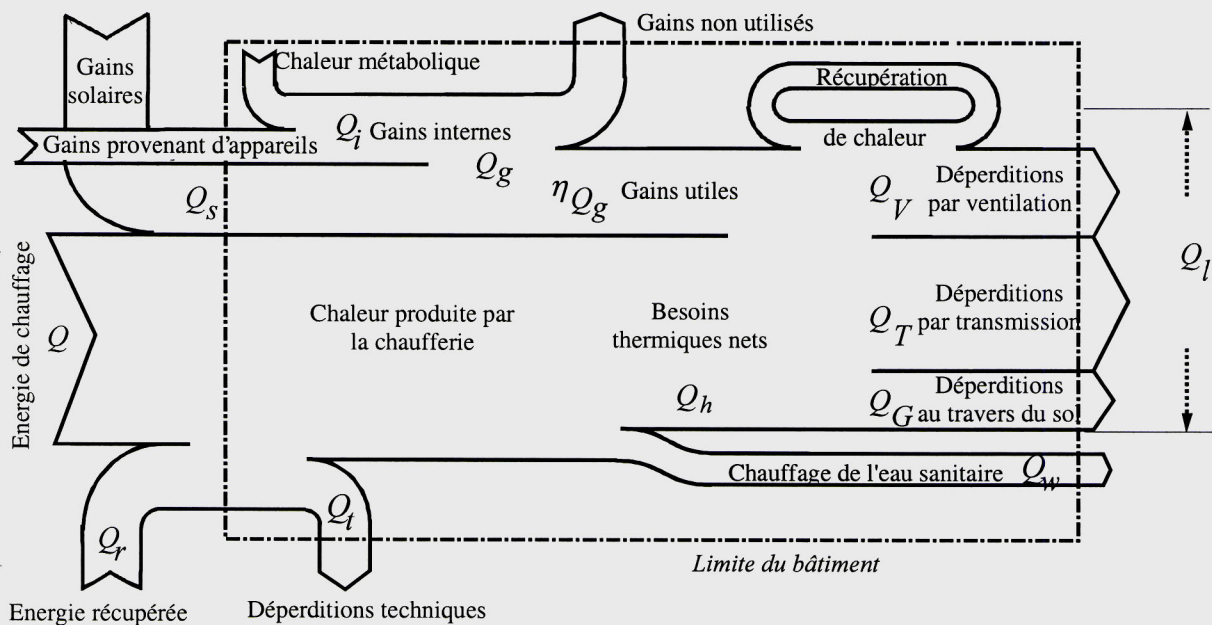 Gains non utilisés
Gains
solaires
Chaleur métabolique
Récupération
de chaleur
Q_i Gains internes
Gains provenant d'appareils
Q_g
η_Qg Gains utiles
Q_s
Q_V
Déperditions
par ventilation
Q_l
Energie de chauffage
Q
Chaleur produite par
la chaufferie
Besoins
thermiques nets
Q_T
Déperditions
par transmission
Q_h
Q_G
Déperditions
au travers du so
Chauffage de l'eau sanitaire Q_w
Q_t
Q_r
Limite du bâtiment
Energie récupérée
Déperditions techniques